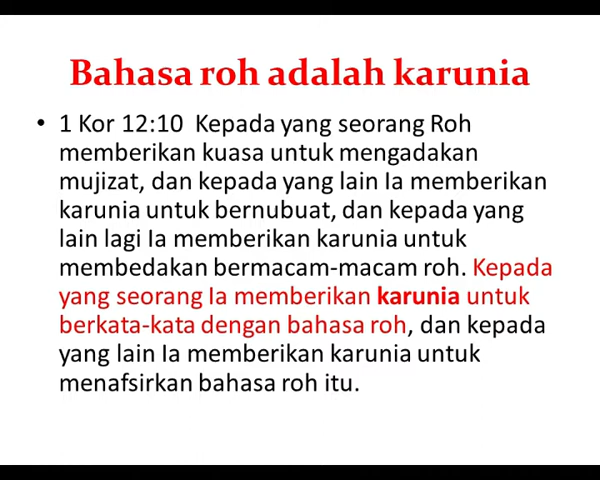 Bahasa roh adalah karunia
• 1 Kor 12:10 Kepada yang seorang Roh
memberikan kuasa untuk mengadakan
mujizat, dan kepada yang lain Ia memberikan
karunia untuk bernubuat, dan kepada yang
lain lagi Ia memberikan karunia untuk
membedakan bermacam-macam roh. Kepada
yang seorang Ia memberikan karunia untuk
berkata-kata dengan bahasa roh, dan kepada
yang lain Ia memberikan karunia untuk
menafsirkan bahasa roh itu.